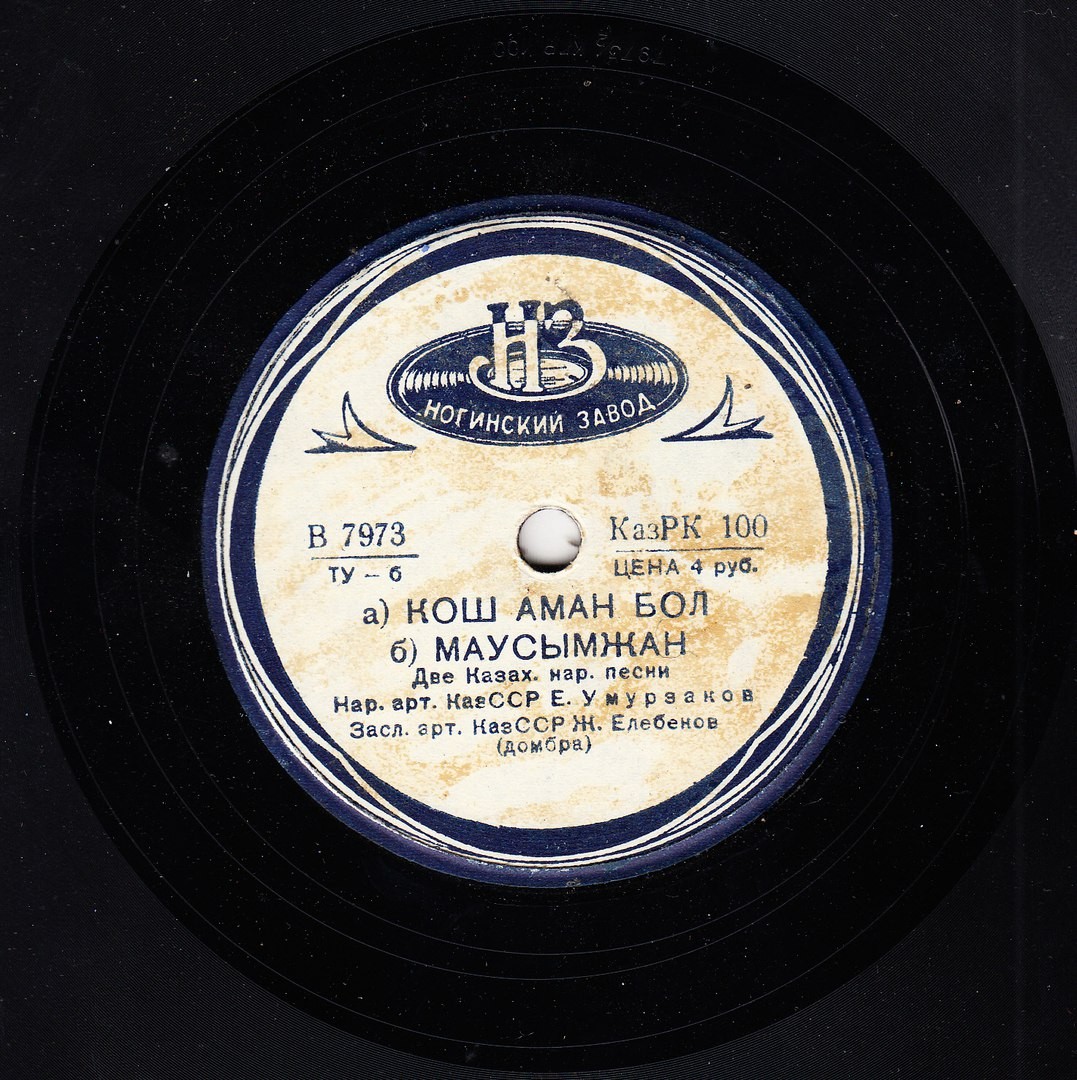 НЗ
НОГИНСКИЙ ЗАВОД
В 7973 КазРК 100
ТУ – б ЦЕНА 4 руб.
а) КОШ АМАН БОЛ
б) МАУСЫМЖАН
Две Казах. нар. песни
Нар. арт. КазССР Е. Умурзаков
Засл. арт. КазССР Ж. Елебенов
(домбра)